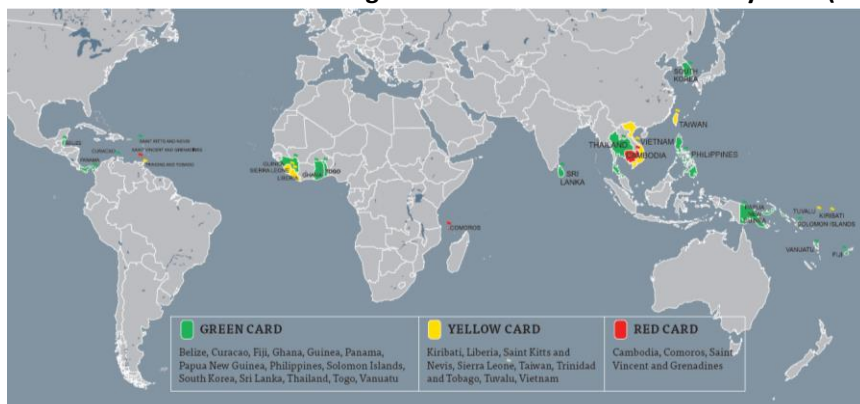 SOUTH
KOREA
TAIWAN
VIETNAM
THAILAND
CAMBODIA
PHILIPPINES
SRI
LANKA
BELIZE
CURACAO
SAINT KITTS AND NEVIS
SAINT VINCENT AND GRENADINES
TRINIDAD AND TOBAGO
PANAMA
GUINEA
SIERRA LEONE
LIBERIA
GHANA
TOGO
COMOROS
PAPUA
NEW
GUINEA
TUVALU
KIRIBATI
SOLOMON ISLANDS
VANUATU
FIJI
GREEN CARD
Belize, Curacao, Fiji, Ghana, Guinea, Panama,
Papua New Guinea, Philippines, Solomon Islands,
South Korea, Sri Lanka, Thailand, Togo, Vanuatu
YELLOW CARD
Kiribati, Liberia, Saint Kitts and
Nevis, Sierra Leone, Taiwan, Trinidad
and Tobago, Tuvalu, Vietnam
RED CARD
Cambodia, Comoros, Saint
Vincent and Grenadines